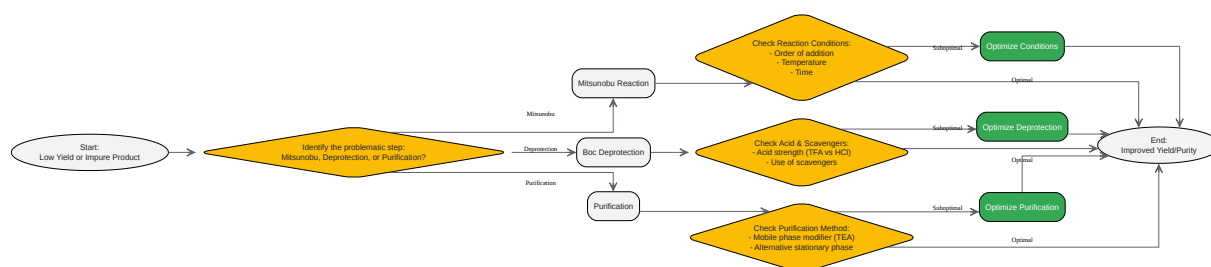 Start:
Low Yield or Impure Product
Identify the problematic step:
Mitsunobu, Deprotection, or Purification?
Mitsunobu
Deprotection
Purification
Mitsunobu Reaction
Boc Deprotection
Purification
Check Reaction Conditions:
- Order of addition
- Temperature
- Time
Suboptimal
Optimal
Optimize Conditions
Check Acid & Scavengers:
- Acid strength (TFA vs HCl)
- Use of scavengers
Suboptimal
Optimal
Optimize Deprotection
Check Purification Method:
- Mobile phase modifier (TEA)
- Alternative stationary phase
Suboptimal
Optimal
Optimize Purification
End:
Improved Yield/Purity